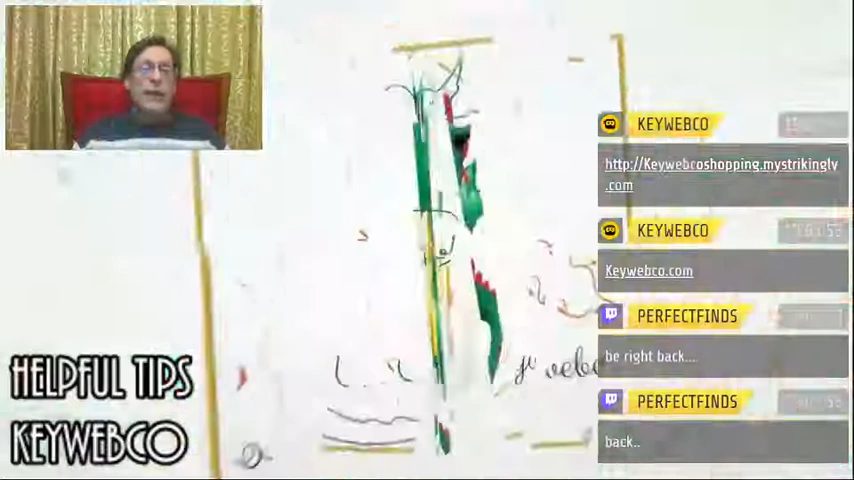 KEYWEBCO
http://Keywebcoshopping.mystrikingly
.com
KEYWEBCO
Keywebco.com
PERFECTFINDS
be right back...
PERFECTFINDS
back..
HELPFUL TIPS
KEYWEBCO